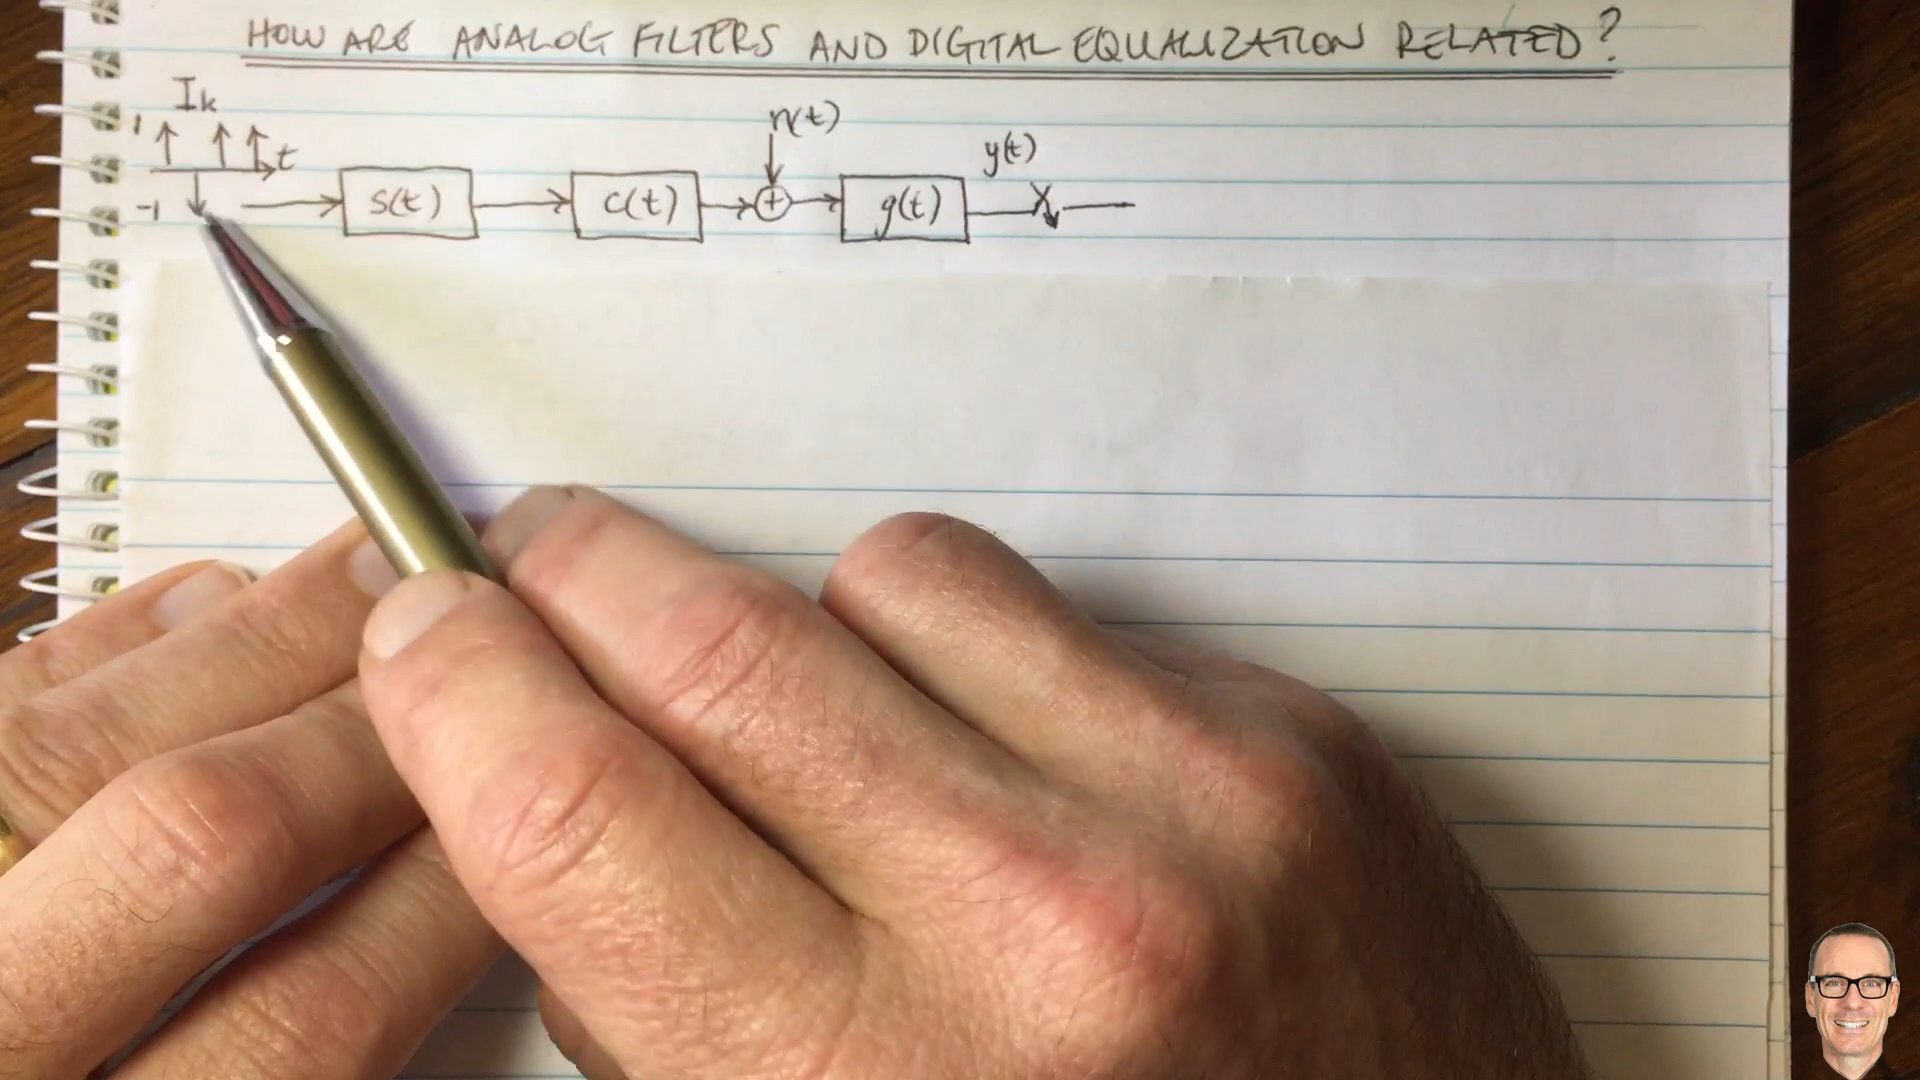 HOW ARE ANALOG FILTERS AND DIGITAL EQUALIZATION RELATED?
Ik
1
t
-1
s(t)
c(t)
n(t)
+
g(t)
y(t)